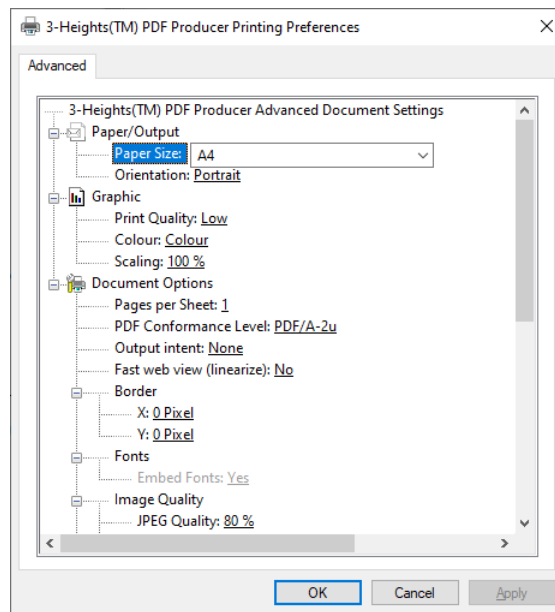 3-Heights(TM) PDF Producer Printing Preferences
Advanced
3-Heights(TM) PDF Producer Advanced Document Settings
Paper/Output
Paper Size: A4
Orientation: Portrait
Graphic
Print Quality: Low
Colour: Colour
Scaling: 100 %
Document Options
Pages per Sheet: 1
PDF Conformance Level: PDF/A-2u
Output intent: None
Fast web view (linearize): No
Border
X: 0 Pixel
Y: 0 Pixel
Fonts
Embed Fonts: Yes
Image Quality
JPEG Quality: 80 %
OK Cancel Apply